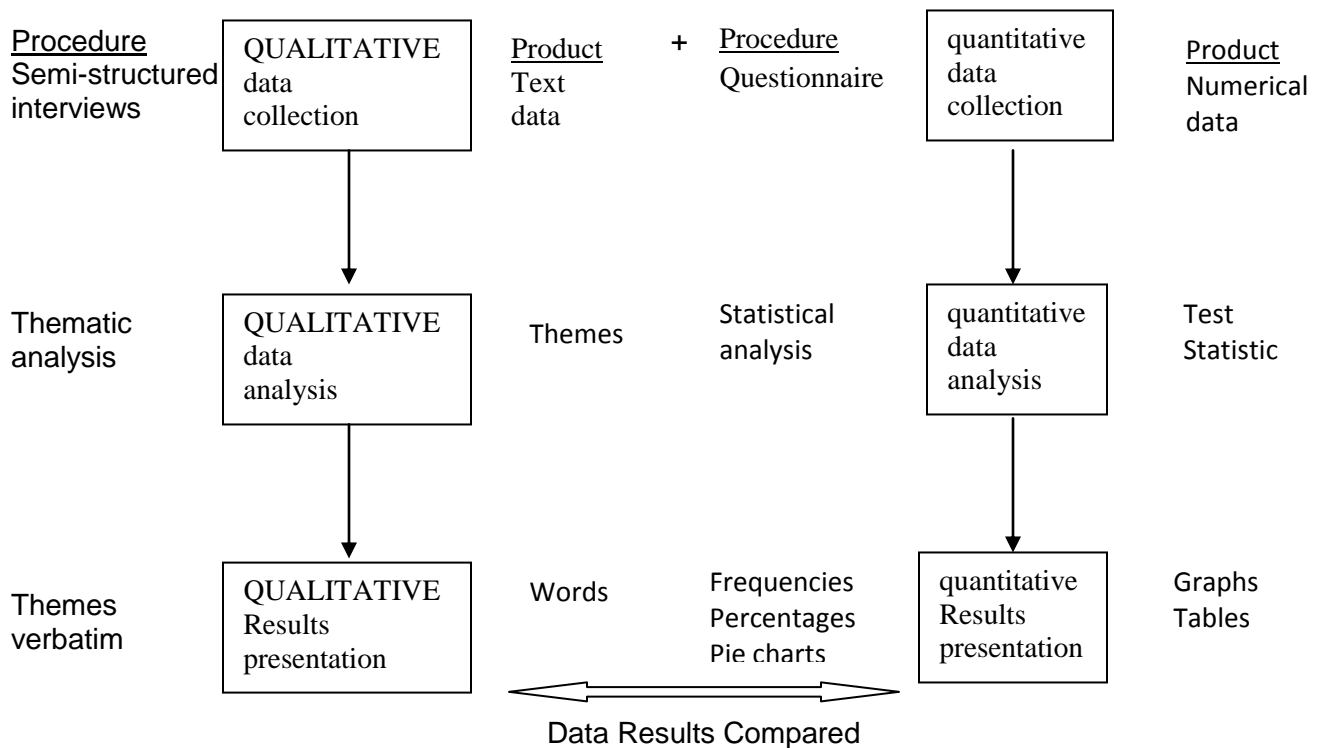 Procedure
Semi-structured
interviews
QUALITATIVE
data
collection
Product
Text
data
+
Procedure
Questionnaire
quantitative
data
collection
Product
Numerical
data
Thematic
analysis
QUALITATIVE
data
analysis
Themes
Statistical
analysis
quantitative
data
analysis
Test
Statistic
Themes
verbatim
QUALITATIVE
Results
presentation
Words
Frequencies
Percentages
Pie charts
quantitative
Results
presentation
Graphs
Tables
Data Results Compared